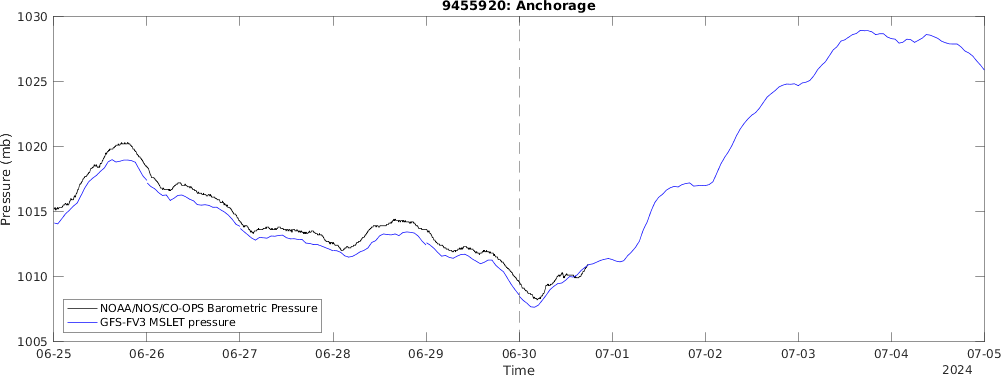 9455920: Anchorage
1030
1025
1020
1015
1010
1005
Pressure (mb)
NOAA/NOS/CO-OPS Barometric Pressure
GFS-FV3 MSLET pressure
06-25 06-26 06-27 06-28 06-29 06-30 07-01 07-02 07-03 07-04 07-05
Time
2024